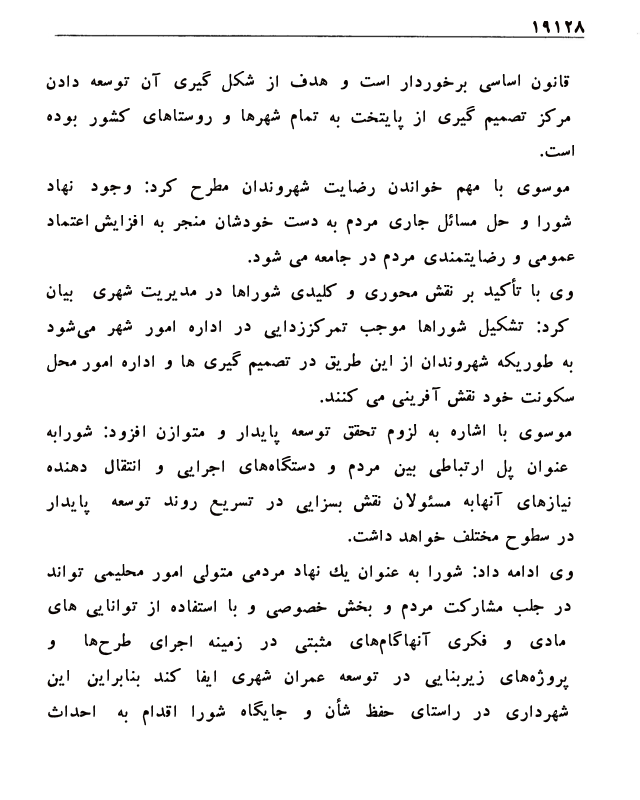 ۱۹۱۲۸
قانون اساسی برخوردار است و هدف از شکل گیری آن توسعه دادن
مرکز تصمیم گیری از پایتخت به تمام شهرها و روستاهای کشور بوده
است.
موسوی با مهم خواندن رضایت شهروندان مطرح کرد: وجود نهاد
شورا و حل مسائل جاری مردم به دست خودشان منجر به افزایش اعتماد
عمومی و رضایتمندی مردم در جامعه می شود.
وی با تأکید بر نقش محوری و کلیدی شوراها در مدیریت شهری بیان
کرد: تشکیل شوراها موجب تمرکززدایی در اداره امور شهر می‌شود
به طوریکه شهروندان از این طریق در تصمیم گیری ها و اداره امور محل
سکونت خود نقش آفرینی می کنند.
موسوی با اشاره به لزوم تحقق توسعه پایدار و متوازن افزود: شورابه
عنوان پل ارتباطی بین مردم و دستگاه‌های اجرایی و انتقال دهنده
نیازهای آنهابه مسئولان نقش بسزایی در تسریع روند توسعه پایدار
در سطوح مختلف خواهد داشت.
وی ادامه داد: شورا به عنوان یك نهاد مردمی متولی امور محلیمی تواند
در جلب مشارکت مردم و بخش خصوصی و با استفاده از توانایی های
مادی و فکری آنهاگام‌های مثبتی در زمینه اجرای طرح‌ها و
پروژه‌های زیربنایی در توسعه عمران شهری ایفا کند بنابراین این
شهرداری در راستای حفظ شأن و جایگاه شورا اقدام به احداث